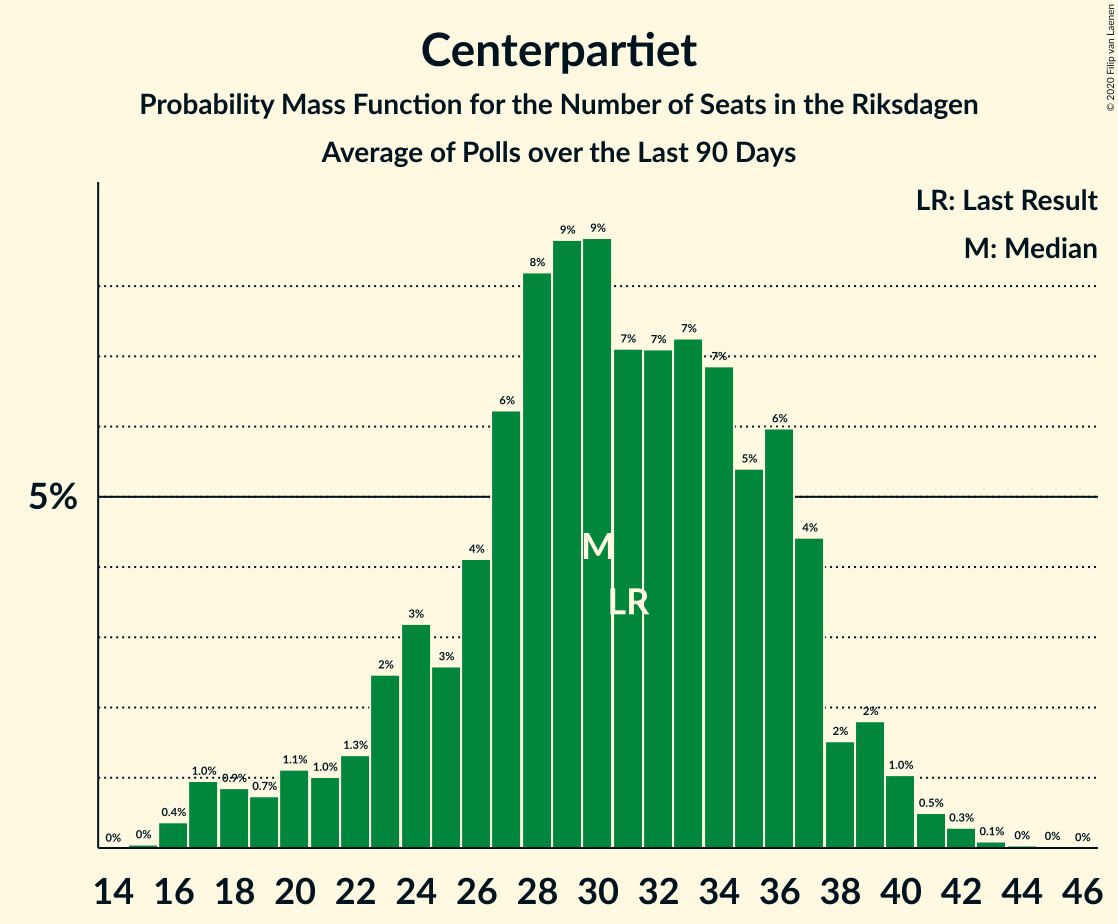 © 2020 Filip van Laenen
Centerpartiet
Probability Mass Function for the Number of Seats in the Riksdagen
Average of Polls over the Last 90 Days
LR: Last Result
M: Median
5%
0% 0% 0.4% 1.0% 0.9% 0.7% 1.1% 1.0% 1.3% 2% 3% 3% 4% 6% 8% 9% 9% 7% 7% 7% 7% 5% 6% 4% 2% 2% 1.0% 0.5% 0.3% 0.1% 0% 0% 0%
M
LR
14 16 18 20 22 24 26 28 30 32 34 36 38 40 42 44 46